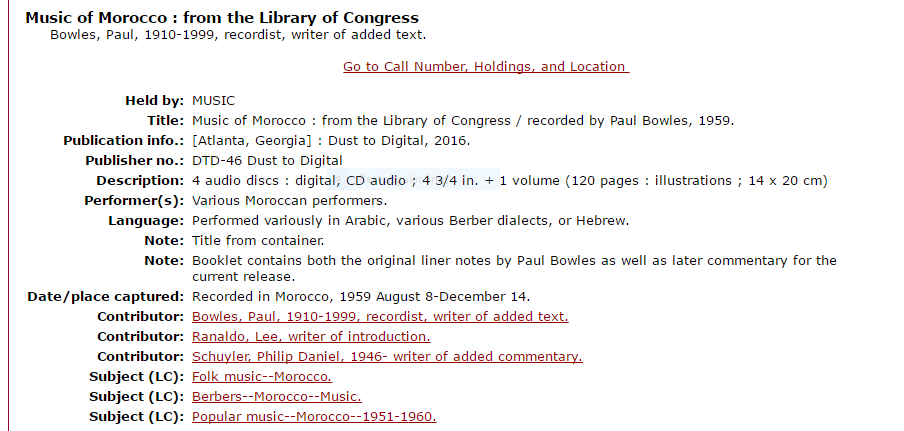 Music of Morocco : from the Library of Congress
Bowles, Paul, 1910-1999, recordist, writer of added text.
Go to Call Number, Holdings, and Location
Held by: MUSIC
Title: Music of Morocco : from the Library of Congress / recorded by Paul Bowles, 1959.
Publication info.: [Atlanta, Georgia] : Dust to Digital, 2016.
Publisher no.: DTD-46 Dust to Digital
Description: 4 audio discs : digital, CD audio ; 4 3/4 in. + 1 volume (120 pages : illustrations ; 14 x 20 cm)
Performer(s): Various Moroccan performers.
Language: Performed variously in Arabic, various Berber dialects, or Hebrew.
Note: Title from container.
Note: Booklet contains both the original liner notes by Paul Bowles as well as later commentary for the
current release.
Date/place captured: Recorded in Morocco, 1959 August 8-December 14.
Contributor: Bowles, Paul, 1910-1999, recordist, writer of added text.
Contributor: Ranaldo, Lee, writer of introduction.
Contributor: Schuyler, Philip Daniel, 1946- writer of added commentary.
Subject (LC): Folk music--Morocco.
Subject (LC): Berbers--Morocco--Music.
Subject (LC): Popular music--Morocco--1951-1960.